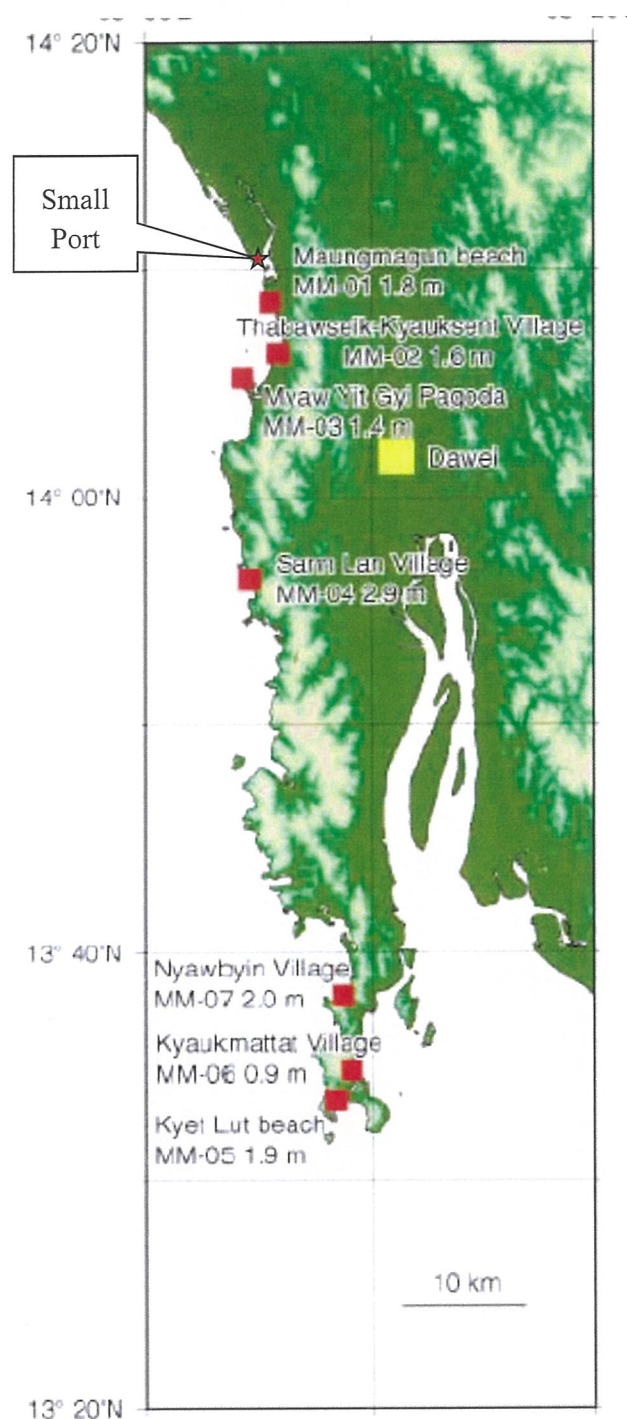 14° 20'N
Small
Port
Maungmagun beach
MM-01 1.8 m
Thabawseik-Kyauksent Village
MM-02 1.6 m
Myaw Yit Gyi Pagoda
MM-03 1.4 m
Dawei
14° 00'N
Sarm Lan Village
MM-04 2.9 m
13° 40'N
Nyawbyin Village
MM-07 2.0 m
Kyaukmattat Village
MM-06 0.9 m
Kyet Lut beach
MM-05 1.9 m
10 km
13° 20'N